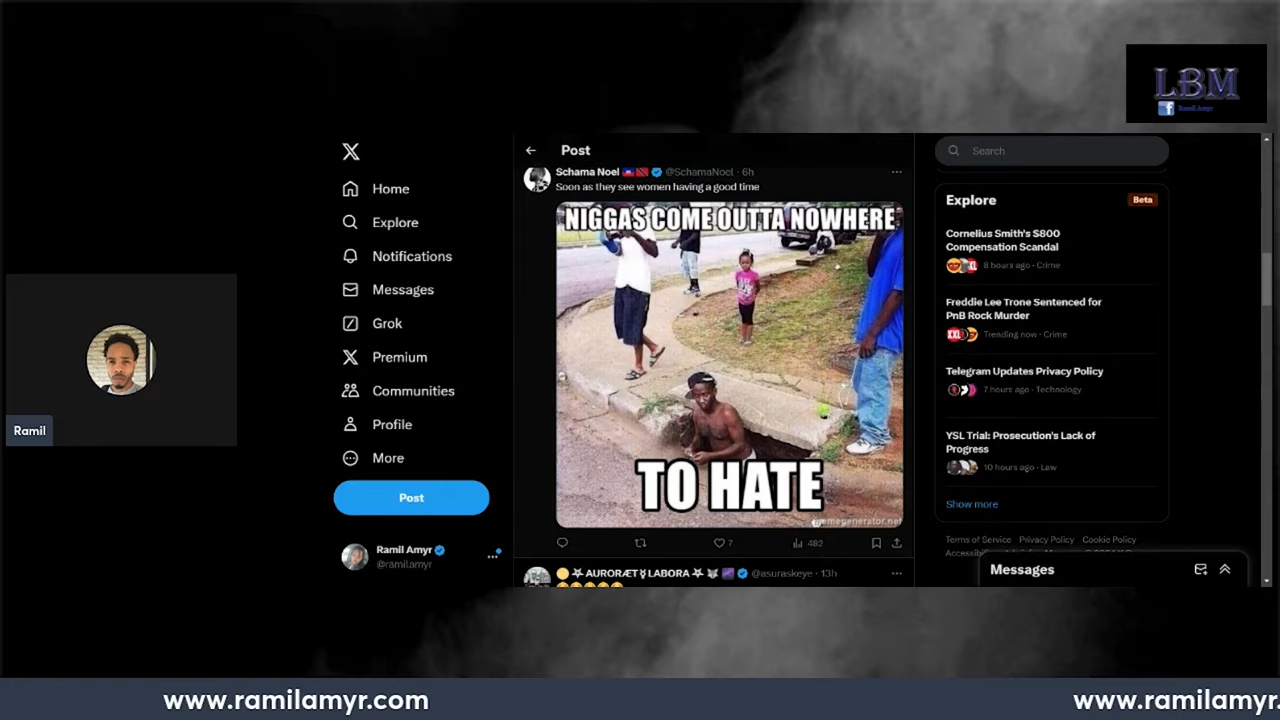 LBM
Ramil Amyr
Post
Search
Home
Explore
Notifications
Messages
Grok
Premium
Communities
Profile
More
Post
Ramil Amyr
@ramilamyr
Ramil
Schama Noel @SchamaNoel · 6h
Soon as they see women having a good time
NIGGAS COME OUTTA NOWHERE
TO HATE
memegenerator.net
7
482
AURORÆT☿LABORA @asuraskeye · 13h
Explore
Beta
Cornelius Smith's $800
Compensation Scandal
8 hours ago · Crime
Freddie Lee Trone Sentenced for
PnB Rock Murder
Trending now · Crime
Telegram Updates Privacy Policy
7 hours ago · Technology
YSL Trial: Prosecution's Lack of
Progress
10 hours ago · Law
Show more
Terms of Service Privacy Policy Cookie Policy
Messages
www.ramilamyr.com
www.ramilamyr.